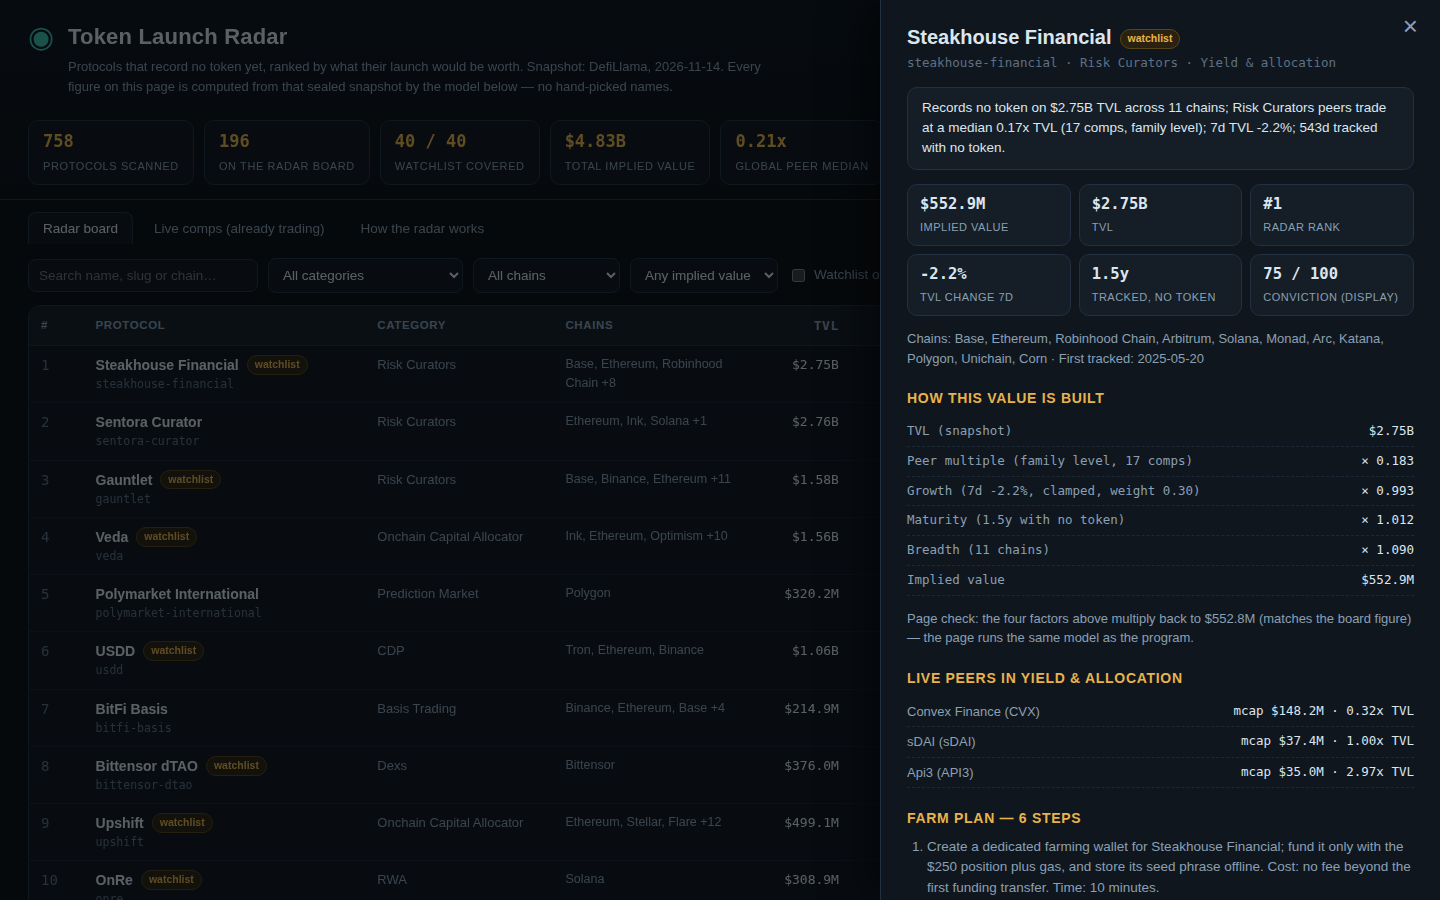 Token Launch Radar
Protocols that record no token yet, ranked by what their launch would be worth. Snapshot: DefiLlama, 2026-11-14. Every
figure on this page is computed from that sealed snapshot by the model below — no hand-picked names.
758
PROTOCOLS SCANNED
196
ON THE RADAR BOARD
40 / 40
WATCHLIST COVERED
$4.83B
TOTAL IMPLIED VALUE
0.21x
GLOBAL PEER MEDIAN
Radar board
Live comps (already trading)
How the radar works
Search name, slug or chain…
All categories
All chains
Any implied value
Watchlist o
# PROTOCOL CATEGORY CHAINS TVL
1 Steakhouse Financial watchlist Risk Curators Base, Ethereum, Robinhood $2.75B
steakhouse-financial Chain +8
2 Sentora Curator Risk Curators Ethereum, Ink, Solana +1 $2.76B
sentora-curator
3 Gauntlet watchlist Risk Curators Base, Binance, Ethereum +11 $1.58B
gauntlet
4 Veda watchlist Onchain Capital Allocator Ink, Ethereum, Optimism +10 $1.56B
veda
5 Polymarket International Prediction Market Polygon $320.2M
polymarket-international
6 USDD watchlist CDP Tron, Ethereum, Binance $1.06B
usdd
7 BitFi Basis Basis Trading Binance, Ethereum, Base +4 $214.9M
bitfi-basis
8 Bittensor dTAO watchlist Dexs Bittensor $376.0M
bittensor-dtao
9 Upshift watchlist Onchain Capital Allocator Ethereum, Stellar, Flare +12 $499.1M
upshift
10 OnRe watchlist RWA Solana $308.9M
onre
✕
Steakhouse Financial watchlist
steakhouse-financial · Risk Curators · Yield & allocation
Records no token on $2.75B TVL across 11 chains; Risk Curators peers trade
at a median 0.17x TVL (17 comps, family level); 7d TVL -2.2%; 543d tracked
with no token.
$552.9M
IMPLIED VALUE
$2.75B
TVL
#1
RADAR RANK
-2.2%
TVL CHANGE 7D
1.5y
TRACKED, NO TOKEN
75 / 100
CONVICTION (DISPLAY)
Chains: Base, Ethereum, Robinhood Chain, Arbitrum, Solana, Monad, Arc, Katana,
Polygon, Unichain, Corn · First tracked: 2025-05-20
HOW THIS VALUE IS BUILT
TVL (snapshot) $2.75B
Peer multiple (family level, 17 comps) × 0.183
Growth (7d -2.2%, clamped, weight 0.30) × 0.993
Maturity (1.5y with no token) × 1.012
Breadth (11 chains) × 1.090
Implied value $552.9M
Page check: the four factors above multiply back to $552.8M (matches the board figure)
— the page runs the same model as the program.
LIVE PEERS IN YIELD & ALLOCATION
Convex Finance (CVX) mcap $148.2M · 0.32x TVL
sDAI (sDAI) mcap $37.4M · 1.00x TVL
Api3 (API3) mcap $35.0M · 2.97x TVL
FARM PLAN — 6 STEPS
1. Create a dedicated farming wallet for Steakhouse Financial; fund it only with the
$250 position plus gas, and store its seed phrase offline. Cost: no fee beyond the
first funding transfer. Time: 10 minutes.